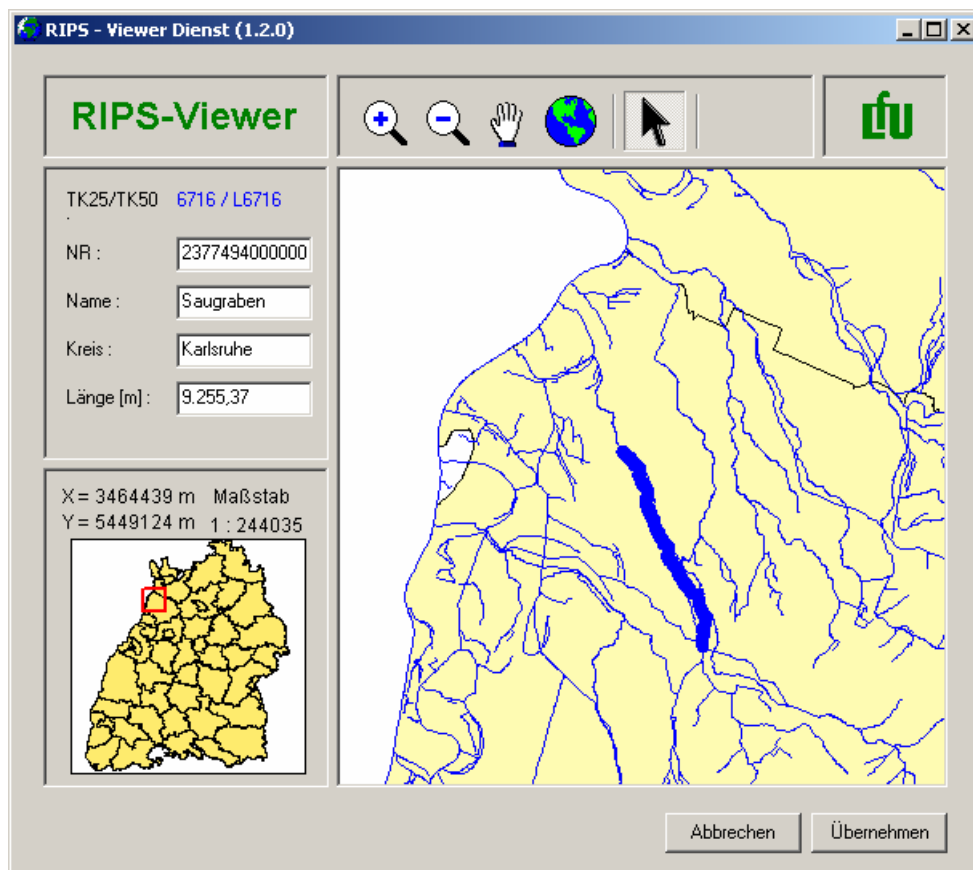 RIPS - Viewer Dienst (1.2.0)
RIPS-Viewer
LfU
TK25/TK50 6716 / L6716
:
NR : 2377494000000
Name : Saugraben
Kreis : Karlsruhe
Länge [m] : 9.255,37
X = 3464439 m Maßstab
Y = 5449124 m 1 : 244035
Abbrechen Übernehmen